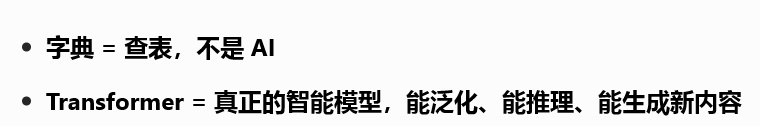 • 字典 = 查表，不是 AI
• Transformer = 真正的智能模型，能泛化、能推理、能生成新内容